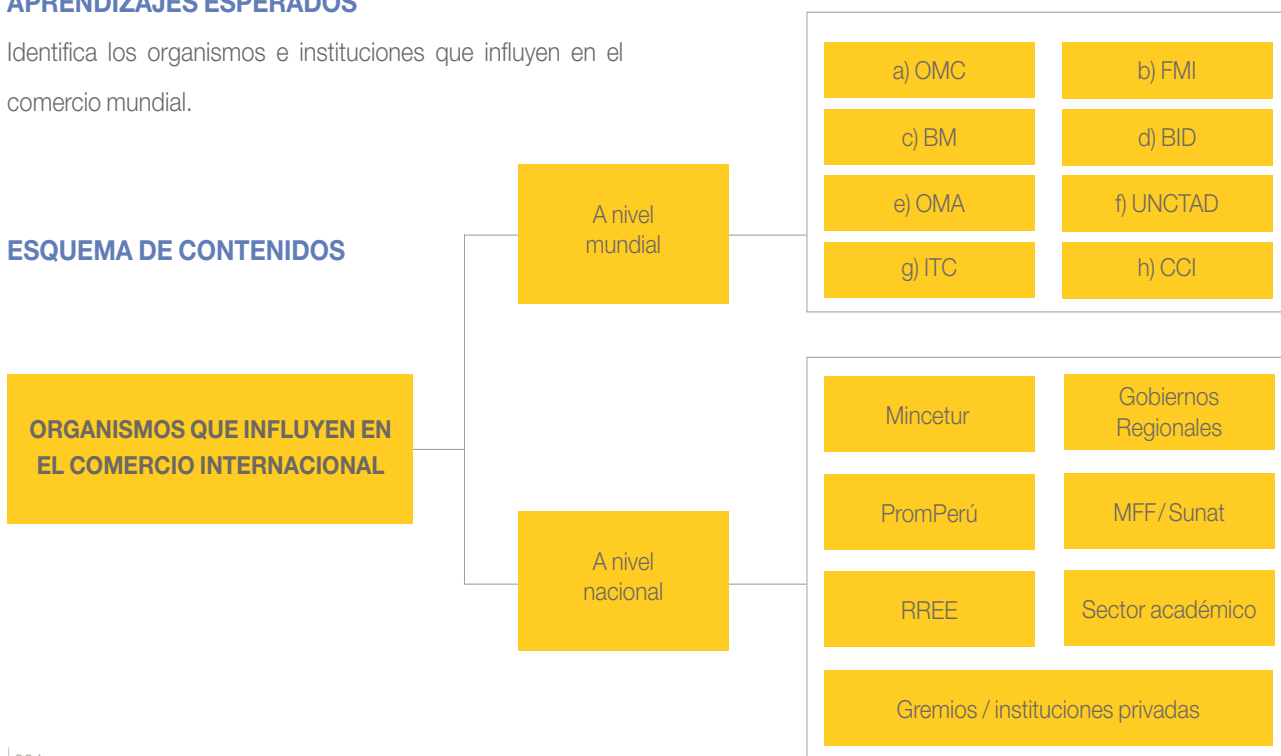 APRENDIZAJES ESPERADOS
Identifica los organismos e instituciones que influyen en el
comercio mundial.
ESQUEMA DE CONTENIDOS
ORGANISMOS QUE INFLUYEN EN
EL COMERCIO INTERNACIONAL
A nivel
mundial
a) OMC
b) FMI
c) BM
d) BID
e) OMA
f) UNCTAD
g) ITC
h) CCI
A nivel
nacional
Mincetur
Gobiernos
Regionales
PromPerú
MFF / Sunat
RREE
Sector académico
Gremios / instituciones privadas